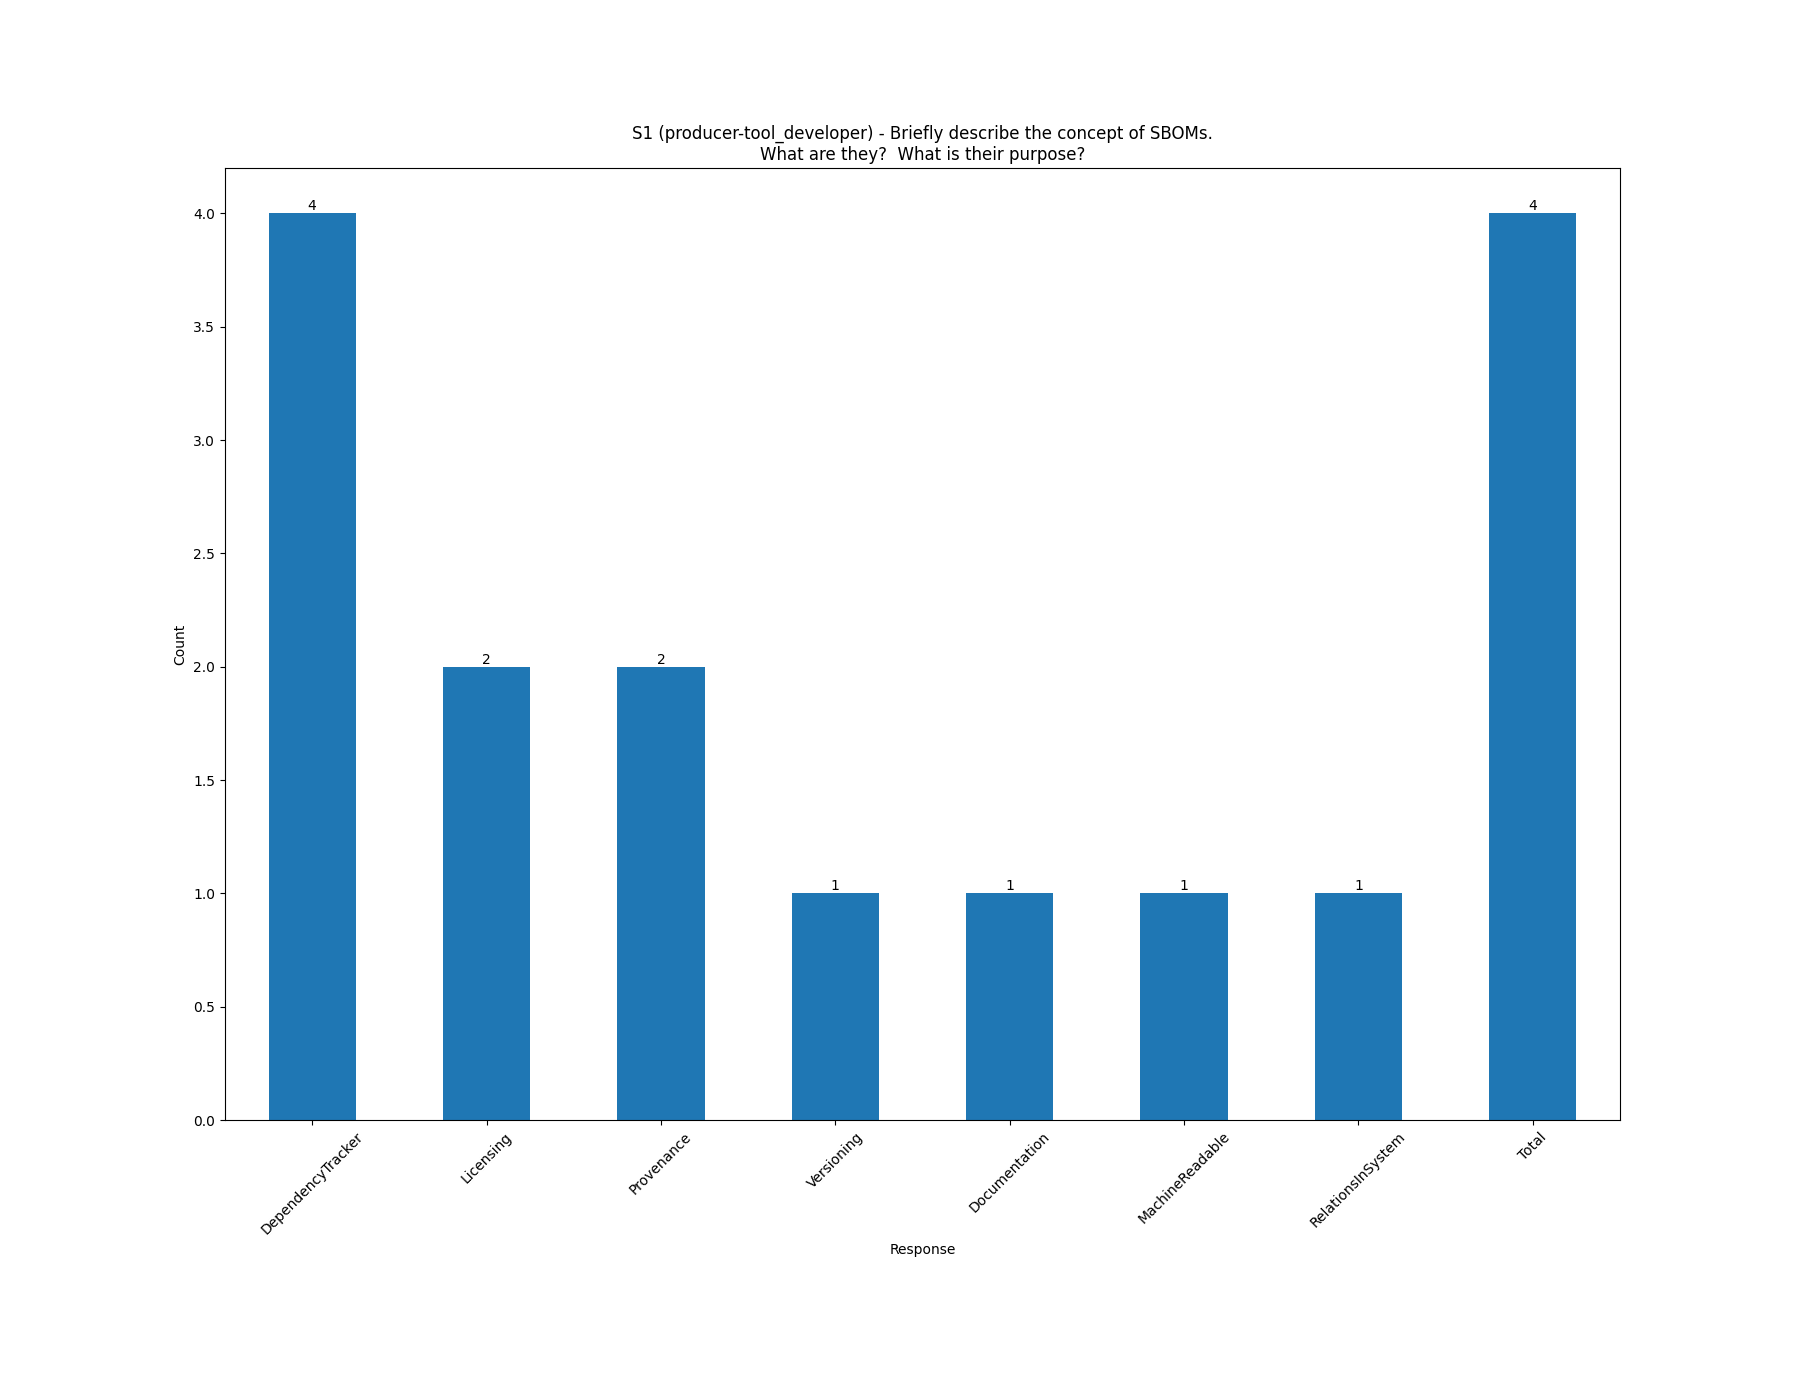 S1 (producer-tool_developer) - Briefly describe the concept of SBOMs.
What are they?  What is their purpose?
4
4
4.0
3.5
3.0
2.5
2
2
2.0
1.5
1
1
1
1
1.0
0.5
0.0
Count
DependencyTracker
Licensing
Provenance
Versioning
Documentation
MachineReadable
RelationsInSystem
Total
Response